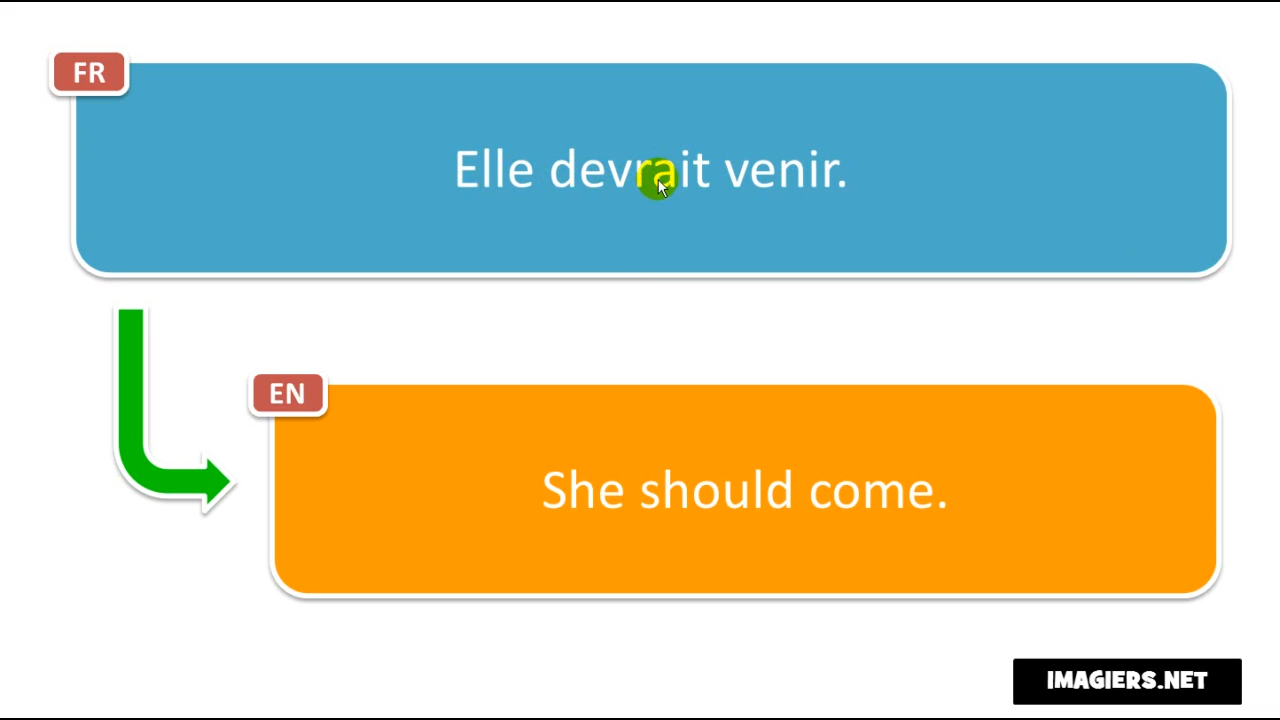 FR
Elle devrait venir.
EN
She should come.
IMAGIERS.NET